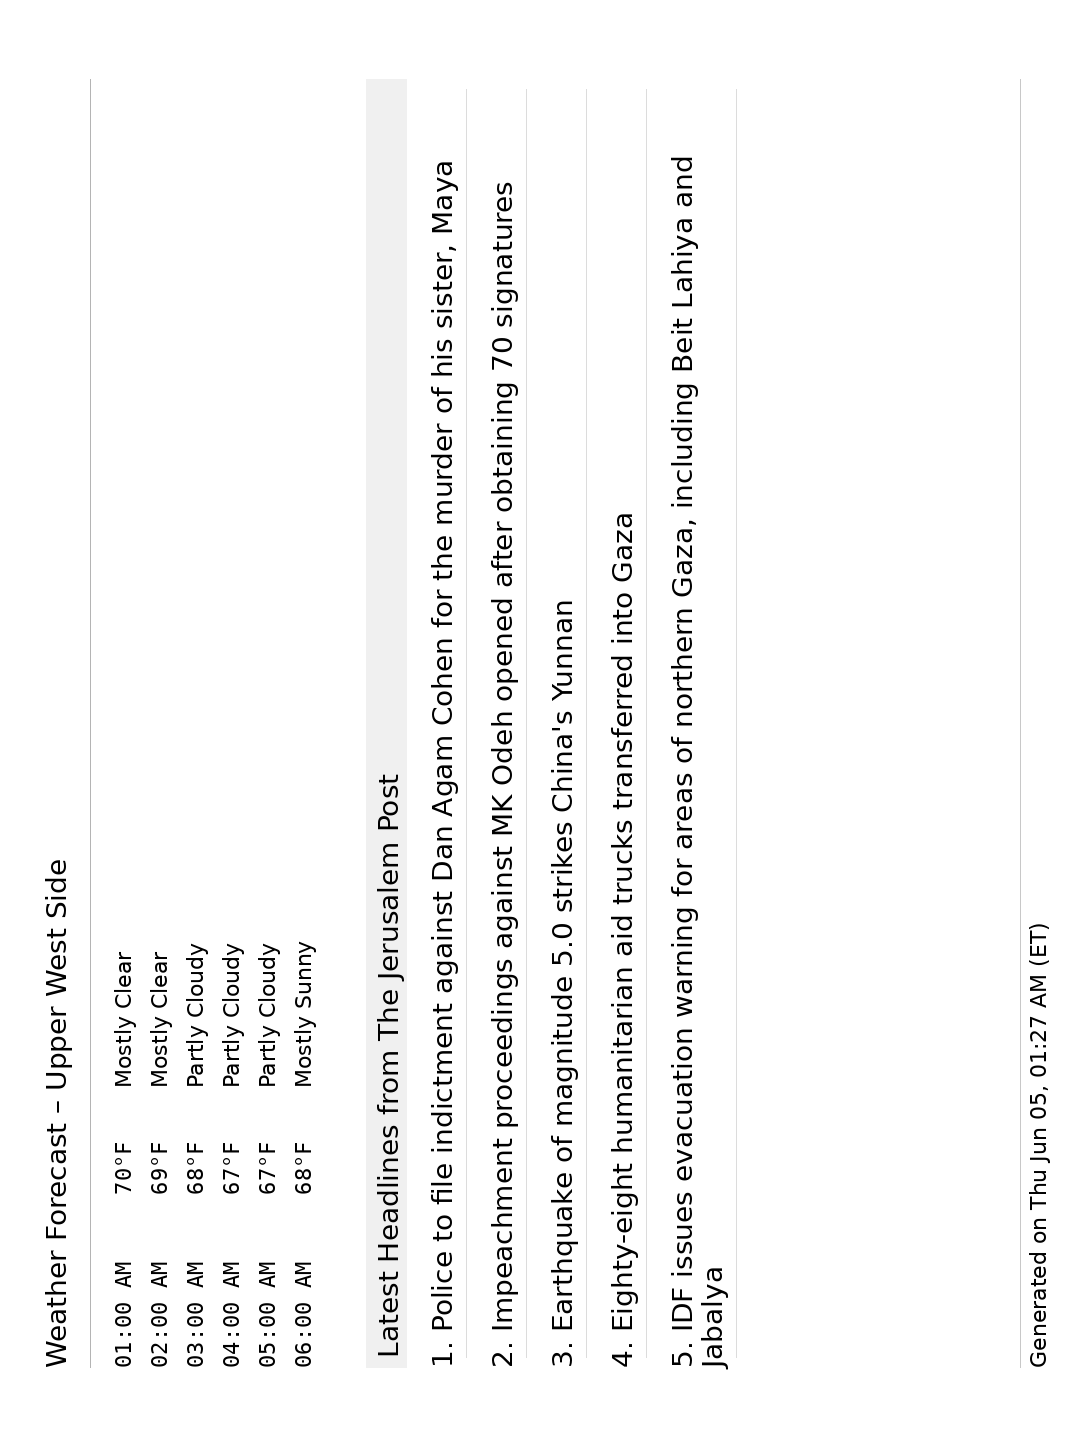 Weather Forecast – Upper West Side
01:00 AM 70°F Mostly Clear
02:00 AM 69°F Mostly Clear
03:00 AM 68°F Partly Cloudy
04:00 AM 67°F Partly Cloudy
05:00 AM 67°F Partly Cloudy
06:00 AM 68°F Mostly Sunny
Latest Headlines from The Jerusalem Post
1. Police to file indictment against Dan Agam Cohen for the murder of his sister, Maya
2. Impeachment proceedings against MK Odeh opened after obtaining 70 signatures
3. Earthquake of magnitude 5.0 strikes China's Yunnan
4. Eighty-eight humanitarian aid trucks transferred into Gaza
5. IDF issues evacuation warning for areas of northern Gaza, including Beit Lahiya and
Jabalya
Generated on Thu Jun 05, 01:27 AM (ET)